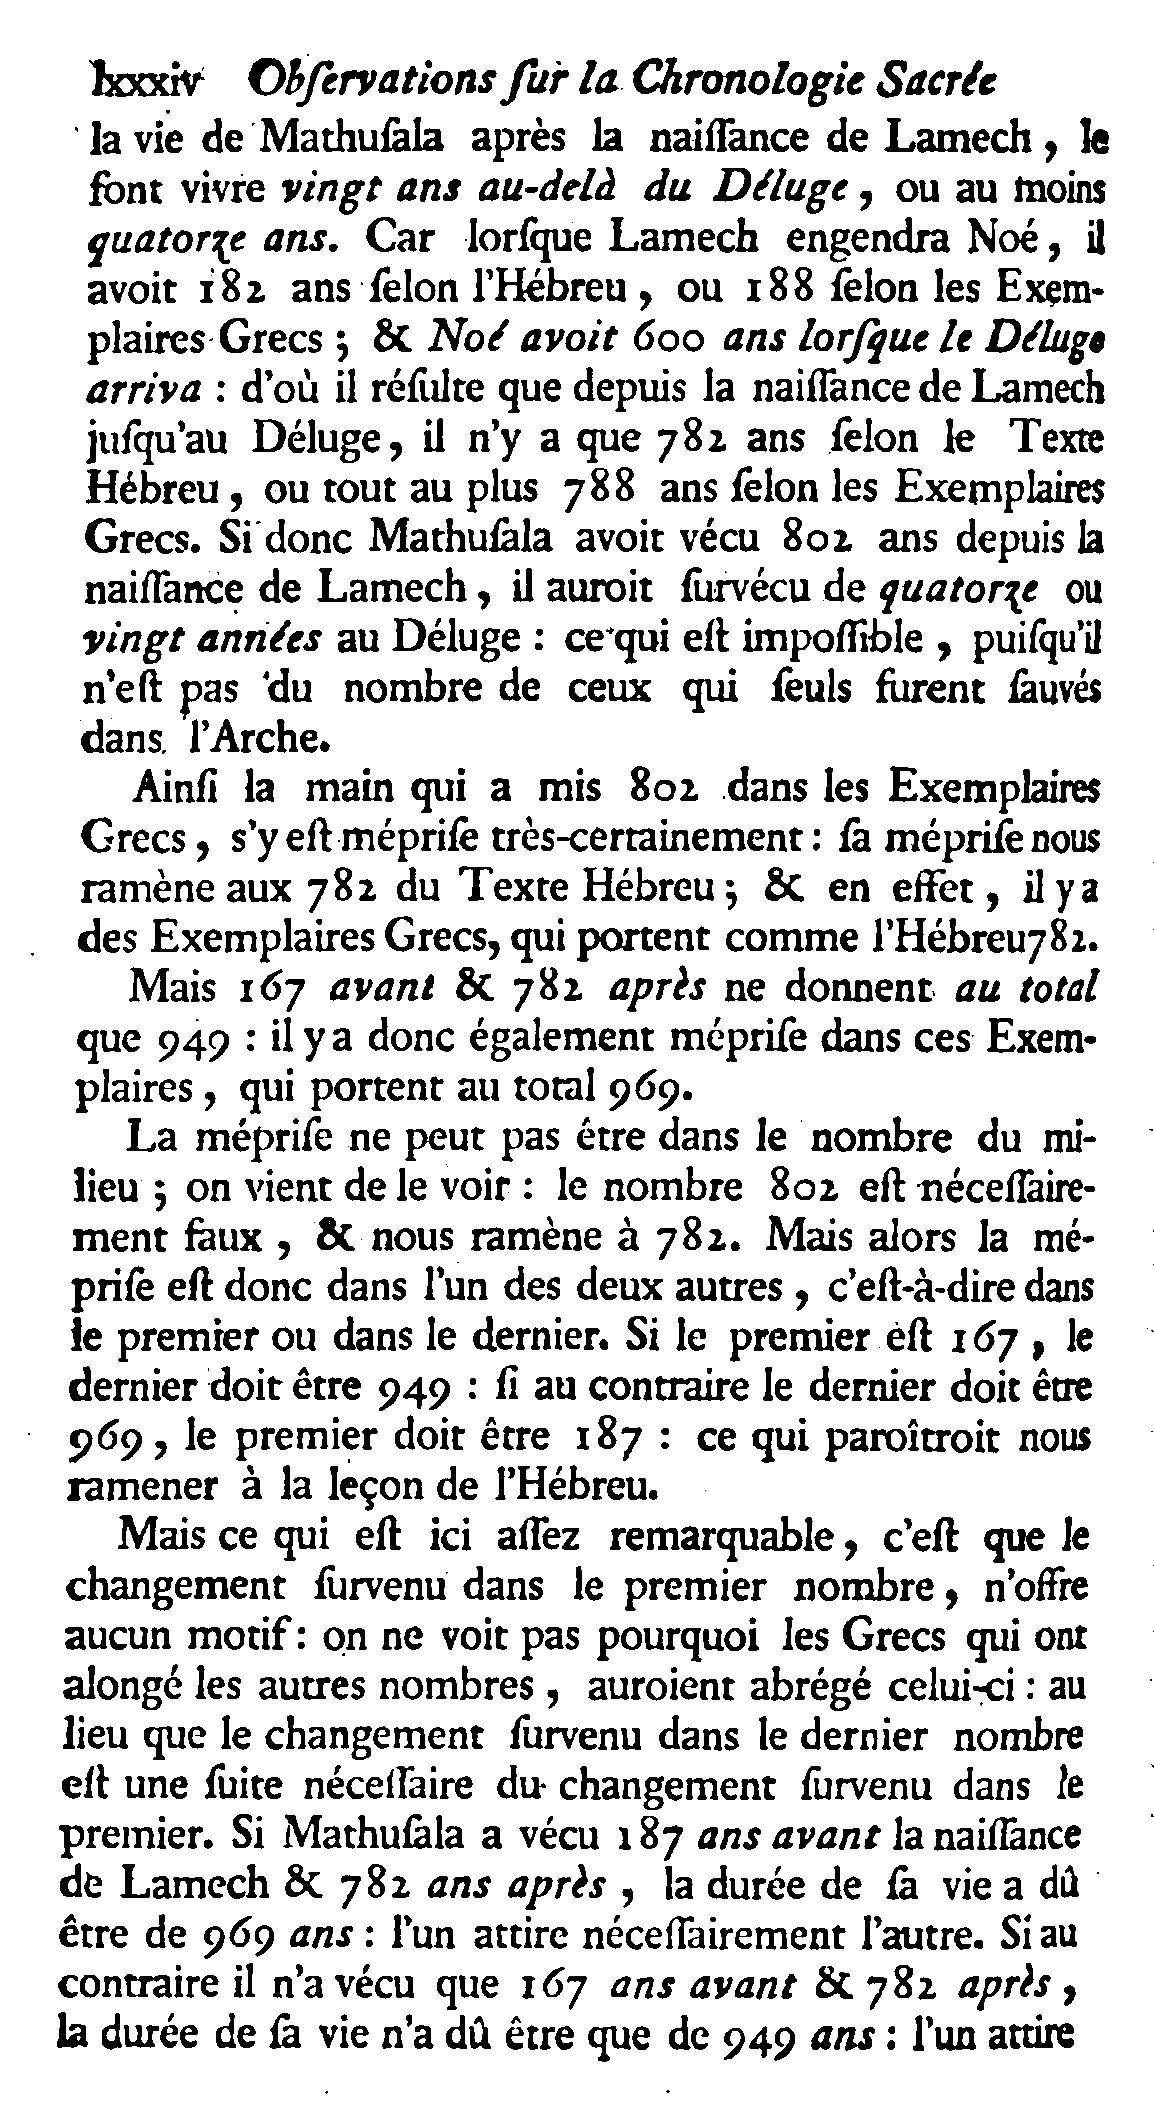 lxxxiv Obſervations ſur la Chronologie Sacrée
la vie de Mathuſala après la naiſſance de Lamech, le
font vivre vingt ans au-delà du Déluge, ou au moins
quatorze ans. Car lorſque Lamech engendra Noé, il
avoit 182 ans ſelon l'Hébreu, ou 188 ſelon les Exem-
plaires Grecs; & Noé avoit 600 ans lorſque le Déluge
arriva : d'où il réſulte que depuis la naiſſance de Lamech
juſqu'au Déluge, il n'y a que 782 ans ſelon le Texte
Hébreu, ou tout au plus 788 ans ſelon les Exemplaires
Grecs. Si donc Mathuſala avoit vécu 802 ans depuis la
naiſſance de Lamech, il auroit ſurvécu de quatorze ou
vingt années au Déluge : ce qui eſt impoſſible, puiſqu'il
n'eſt pas du nombre de ceux qui ſeuls furent ſauvés
dans l'Arche.
Ainſi la main qui a mis 802 dans les Exemplaires
Grecs, s'y eſt mépriſe très-certainement : ſa mépriſe nous
ramène aux 782 du Texte Hébreu; & en effet, il y a
des Exemplaires Grecs, qui portent comme l'Hébreu 782.
Mais 167 avant & 782 après ne donnent au total
que 949 : il y a donc également mépriſe dans ces Exem-
plaires, qui portent au total 969.
La mépriſe ne peut pas être dans le nombre du mi-
lieu ; on vient de le voir : le nombre 802 eſt néceſſaire-
ment faux, & nous ramène à 782. Mais alors la mé-
priſe eſt donc dans l'un des deux autres, c'eſt-à-dire dans
le premier ou dans le dernier. Si le premier eſt 167, le
dernier doit être 949 : ſi au contraire le dernier doit être
969, le premier doit être 187 : ce qui paroîtroit nous
ramener à la leçon de l'Hébreu.
Mais ce qui eſt ici aſſez remarquable, c'eſt que le
changement ſurvenu dans le premier nombre, n'offre
aucun motif : on ne voit pas pourquoi les Grecs qui ont
alongé les autres nombres, auroient abrégé celui-ci : au
lieu que le changement ſurvenu dans le dernier nombre
eſt une ſuite néceſſaire du changement ſurvenu dans le
premier. Si Mathuſala a vécu 187 ans avant la naiſſance
de Lamech & 782 ans après, la durée de ſa vie a dû
être de 969 ans : l'un attire néceſſairement l'autre. Si au
contraire il n'a vécu que 167 ans avant & 782 après,
la durée de ſa vie n'a dû être que de 949 ans : l'un attire